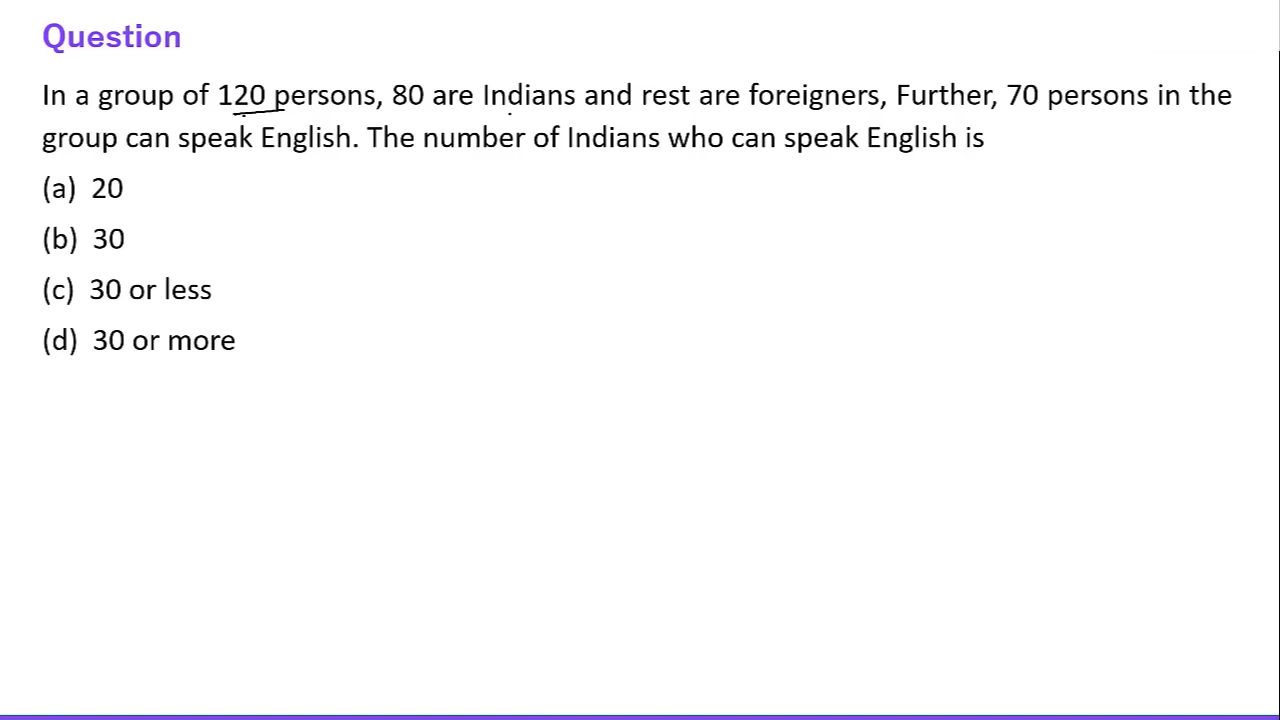 Question
In a group of 120 persons, 80 are Indians and rest are foreigners, Further, 70 persons in the
group can speak English. The number of Indians who can speak English is
(a) 20
(b) 30
(c) 30 or less
(d) 30 or more